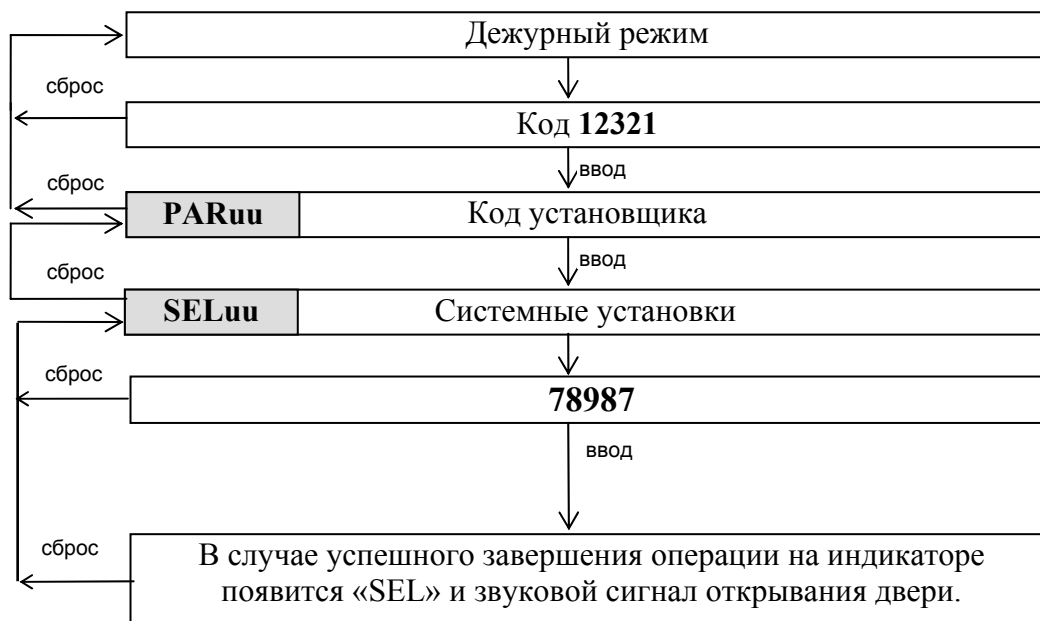 Дежурный режим
сброс
Код 12321
ввод
сброс
PARuu Код установщика
ввод
сброс
SELuu Системные установки
сброс
78987
ввод
сброс
В случае успешного завершения операции на индикаторе
появится «SEL» и звуковой сигнал открывания двери.